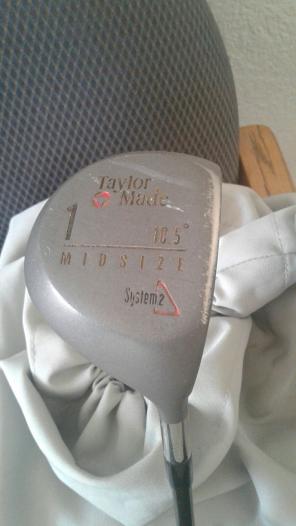 Taylor
Made
1 10.5°
MIDSIZE
System 2